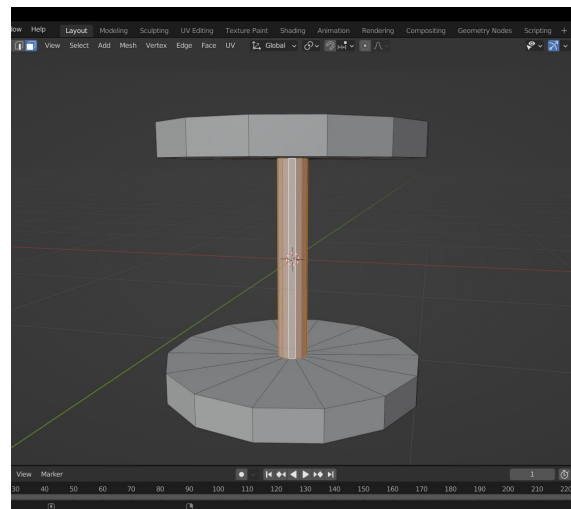 low Help Layout Modeling Sculpting UV Editing Texture Paint Shading Animation Rendering Compositing Geometry Nodes Scripting +
View Select Add Mesh Vertex Edge Face UV Global
View Marker 1
30 40 50 60 70 80 90 100 110 120 130 140 150 160 170 180 190 200 210 220